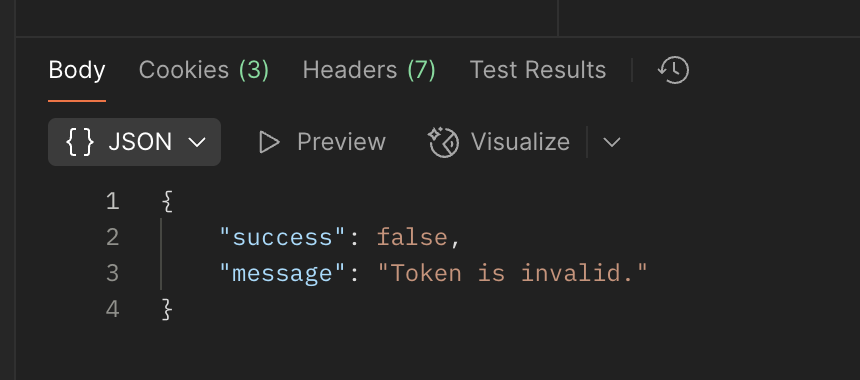 Body Cookies (3) Headers (7) Test Results
{} JSON Preview Visualize
1 {
2 "success": false,
3 "message": "Token is invalid."
4 }